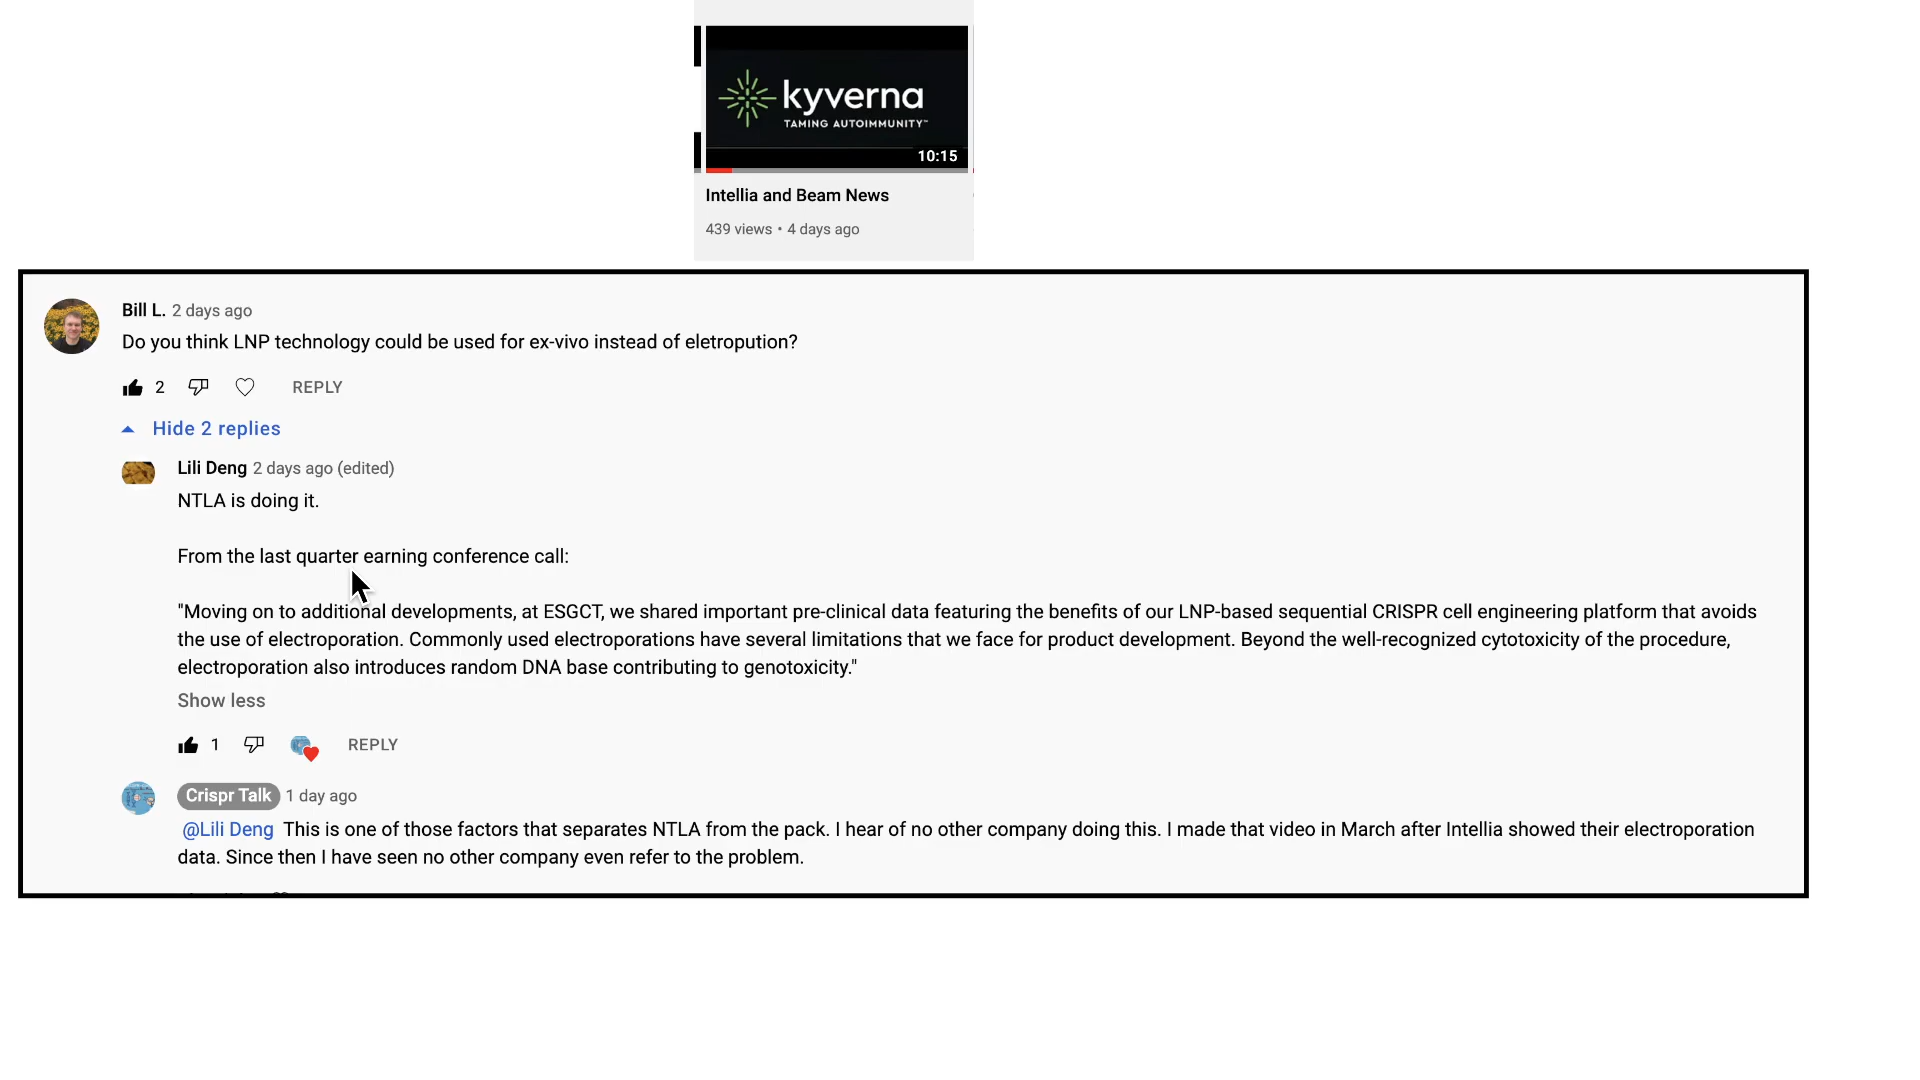 kyverna
TAMING AUTOIMMUNITY™
10:15
Intellia and Beam News
439 views • 4 days ago
Bill L. 2 days ago
Do you think LNP technology could be used for ex-vivo instead of eletropution?
2 REPLY
Hide 2 replies
Lili Deng 2 days ago (edited)
NTLA is doing it.
From the last quarter earning conference call:
"Moving on to additional developments, at ESGCT, we shared important pre-clinical data featuring the benefits of our LNP-based sequential CRISPR cell engineering platform that avoids
the use of electroporation. Commonly used electroporations have several limitations that we face for product development. Beyond the well-recognized cytotoxicity of the procedure,
electroporation also introduces random DNA base contributing to genotoxicity."
Show less
1 REPLY
Crispr Talk 1 day ago
@Lili Deng This is one of those factors that separates NTLA from the pack. I hear of no other company doing this. I made that video in March after Intellia showed their electroporation
data. Since then I have seen no other company even refer to the problem.